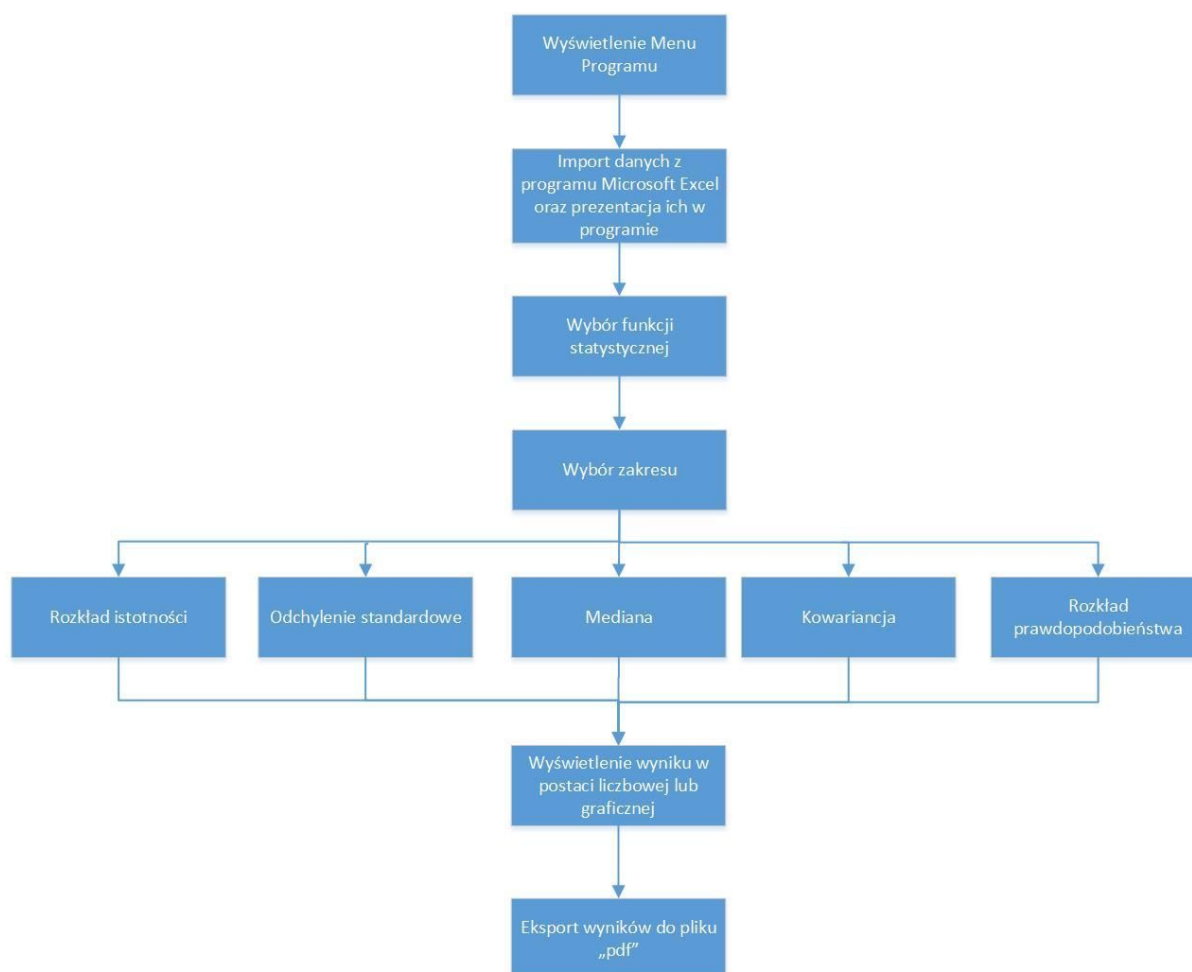 Wyświetlenie Menu
Programu
Import danych z
programu Microsoft Excel
oraz prezentacja ich w
programie
Wybór funkcji
statystycznej
Wybór zakresu
Rozkład istotności
Odchylenie standardowe
Mediana
Kowariancja
Rozkład
prawdopodobieństwa
Wyświetlenie wyniku w
postaci liczbowej lub
graficznej
Eksport wyników do pliku
„pdf”